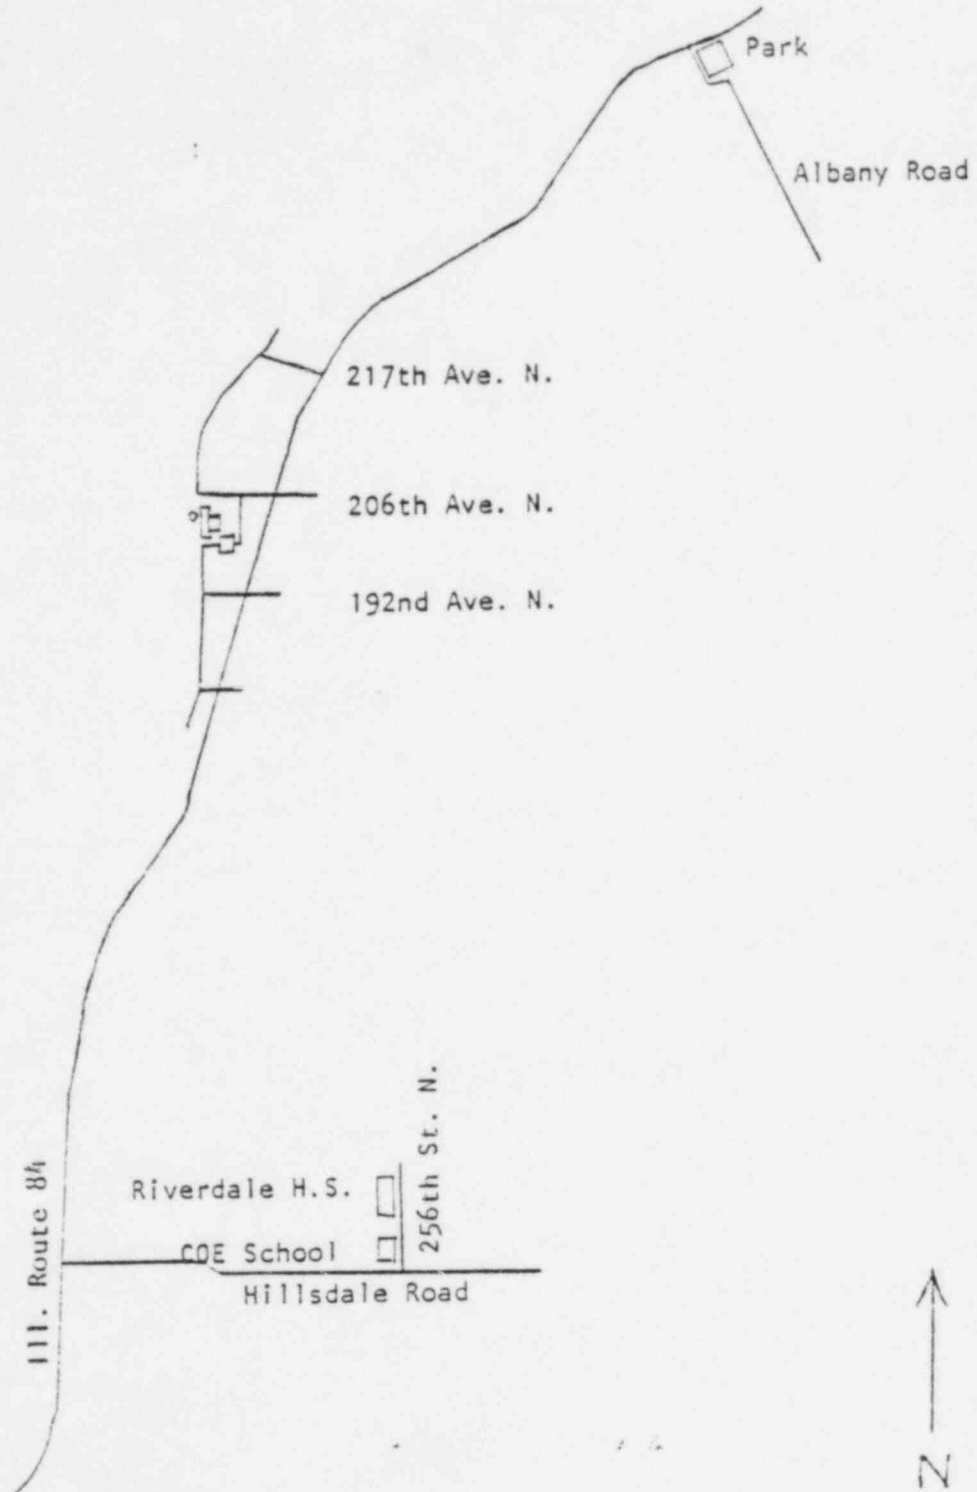 Park
Albany Road
217th Ave. N.
206th Ave. N.
192nd Ave. N.
Ill. Route 84
256th St. N.
Riverdale H.S.
COE School
Hillsdale Road
N